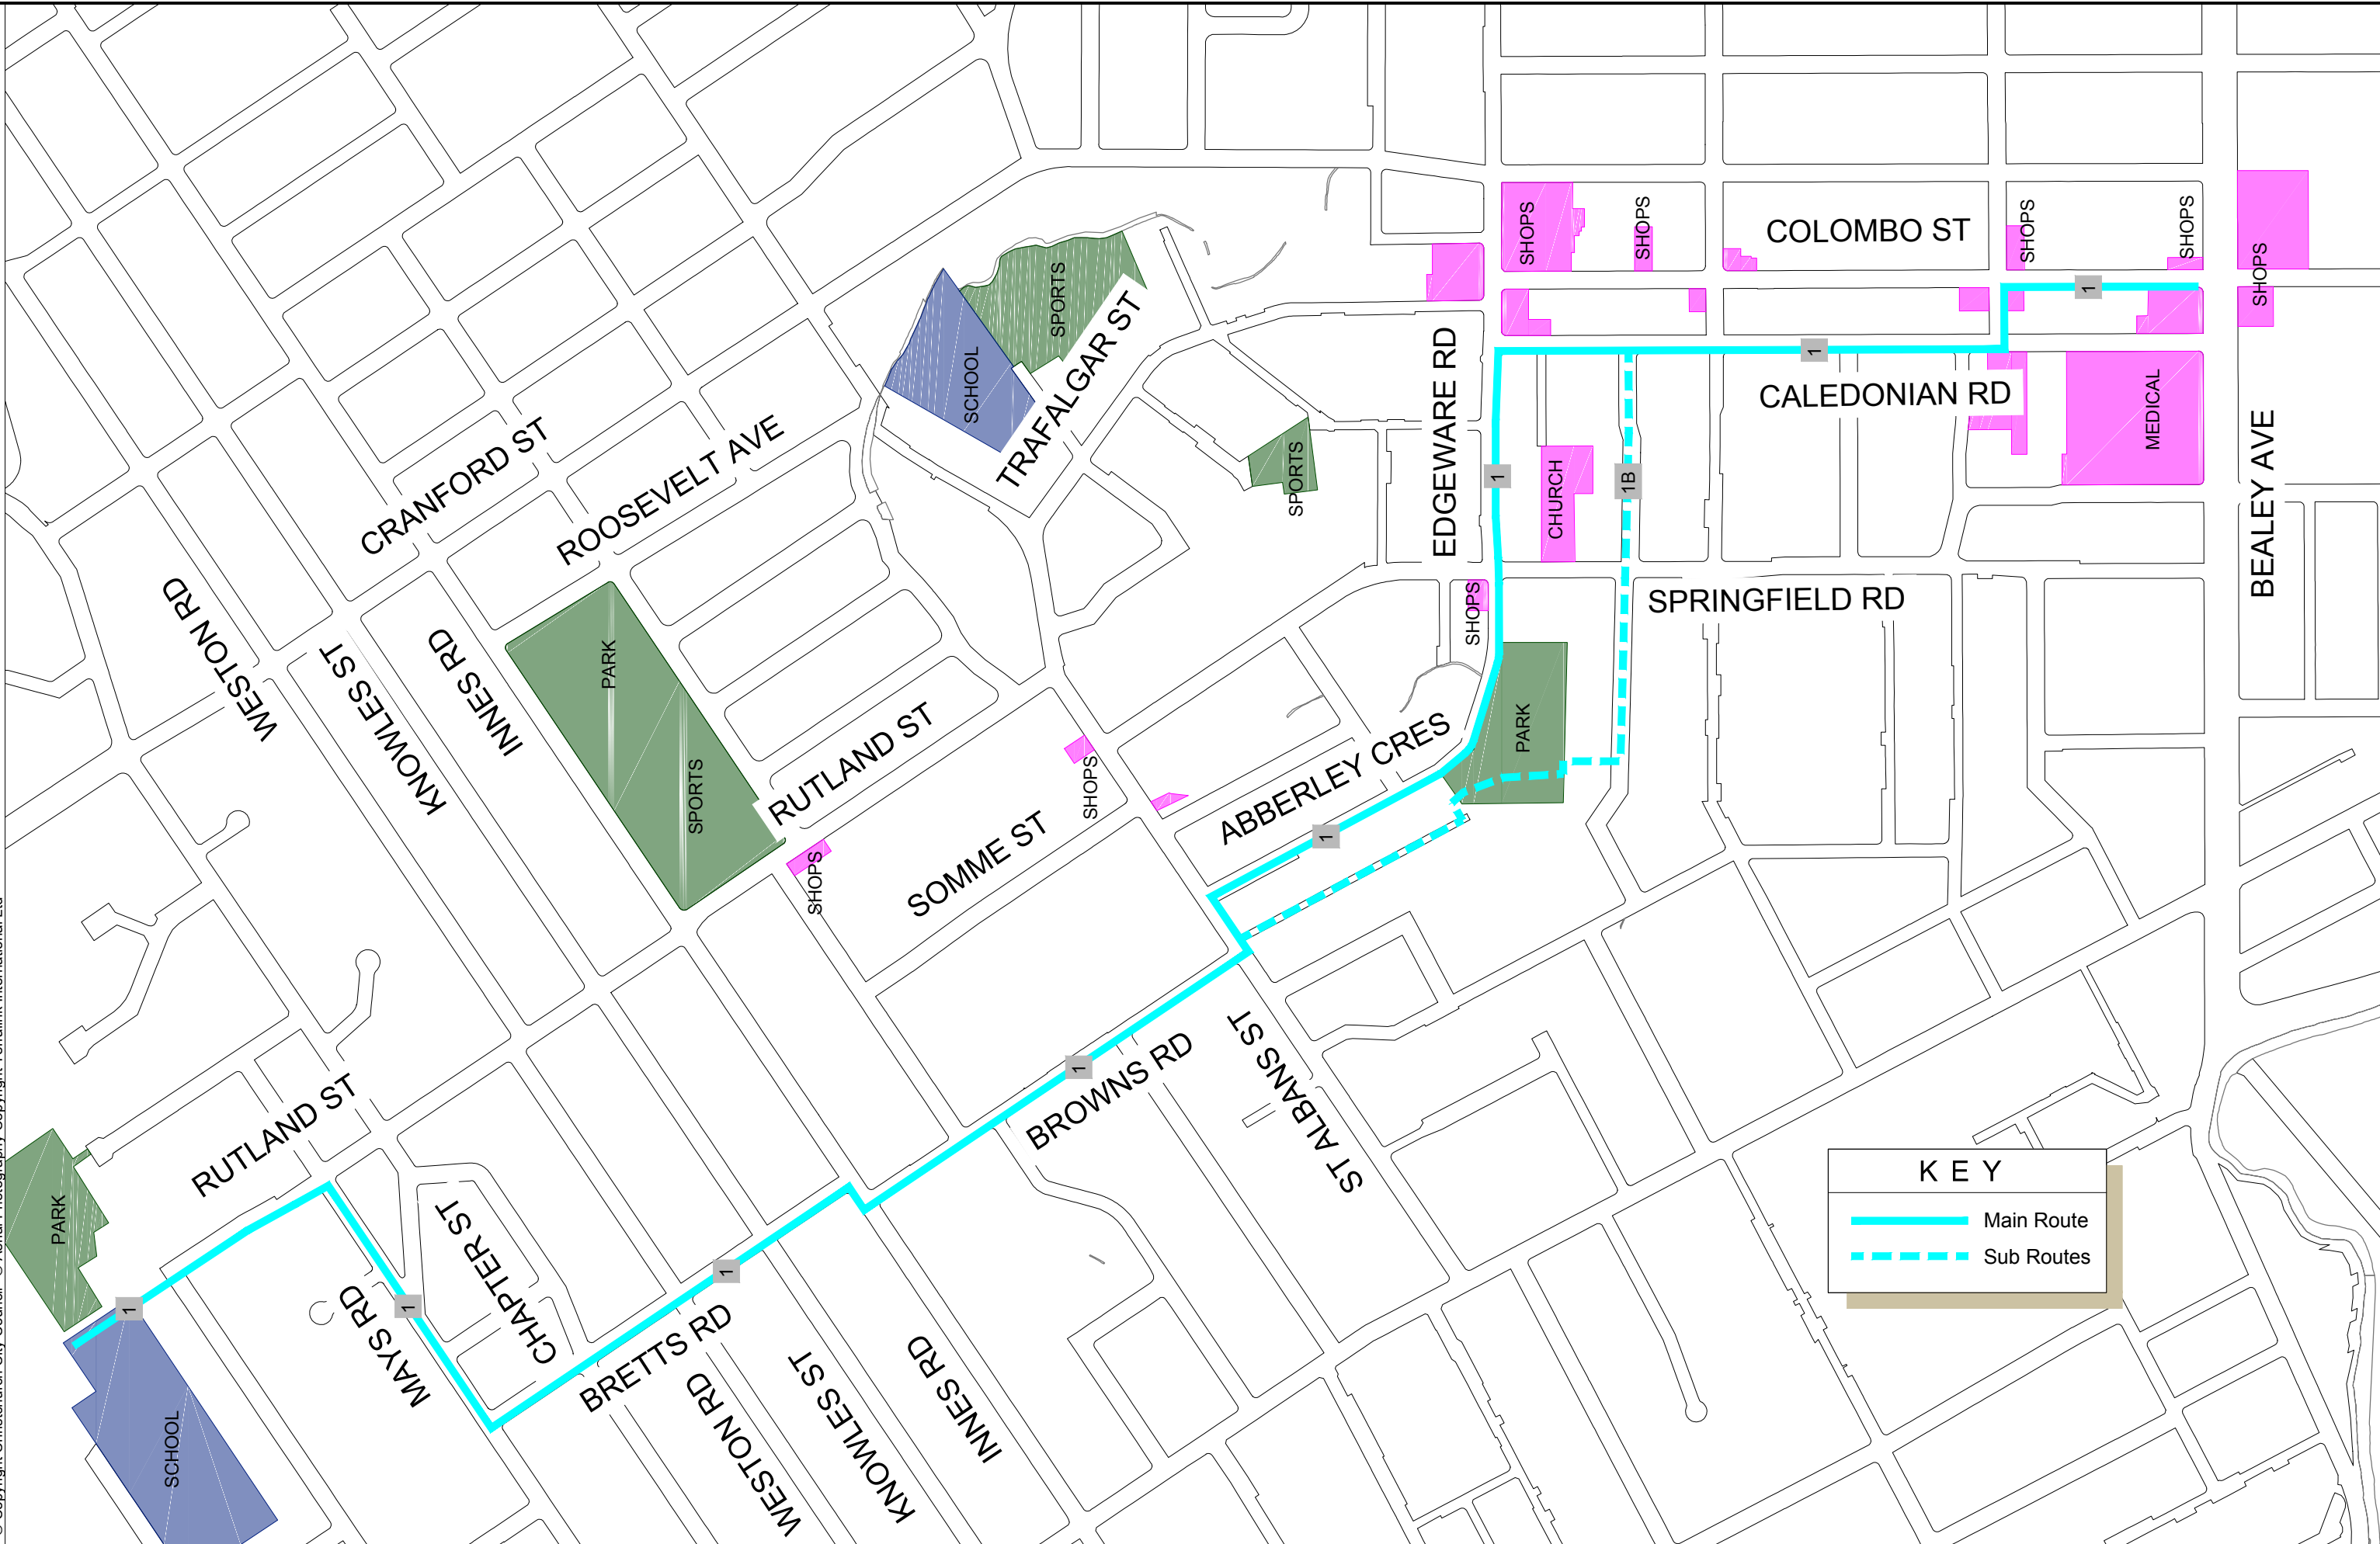 COLOMBO ST
SHOPS
SHOPS
SHOPS
SHOPS
SHOPS
SPORTS
SCHOOL
TRAFALGAR ST
EDGEWARE RD
1
1
CALEDONIAN RD
MEDICAL
BEALEY AVE
CRANFORD ST
ROOSEVELT AVE
SPORTS
1
CHURCH
1B
WESTON RD
KNOWLES ST
INNES RD
PARK
SPORTS
SHOPS
SPRINGFIELD RD
RUTLAND ST
SHOPS
SHOPS
SOMME ST
ABBERLEY CRES
1
PARK
RUTLAND ST
PARK
1
SCHOOL
MAYS RD
1
CHAPTER ST
BRETTS RD
1
WESTON RD
KNOWLES ST
INNES RD
BROWNS RD
1
ST ALBANS ST
KEY
Main Route
Sub Routes